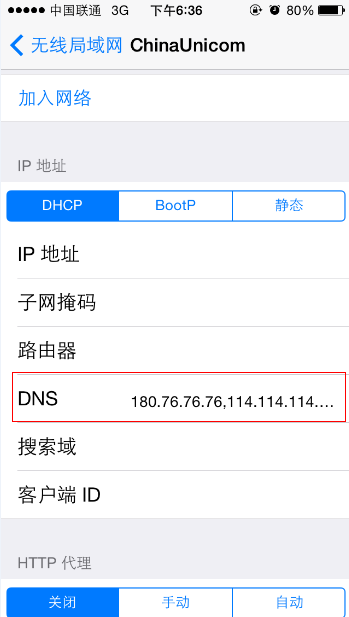 中国联通 3G 下午6:36 80%
无线局域网 ChinaUnicom
加入网络
IP 地址
DHCP BootP 静态
IP 地址
子网掩码
路由器
DNS 180.76.76.76,114.114.114....
搜索域
客户端 ID
HTTP 代理
关闭 手动 自动